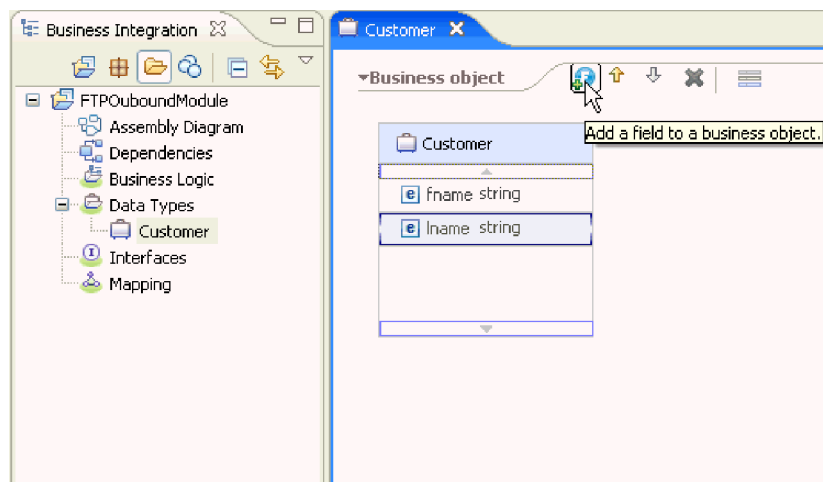 Business Integration
Customer
Business object
Add a field to a business object.
FTPOuboundModule
Assembly Diagram
Dependencies
Business Logic
Data Types
Customer
Interfaces
Mapping
Customer
fname string
lname string